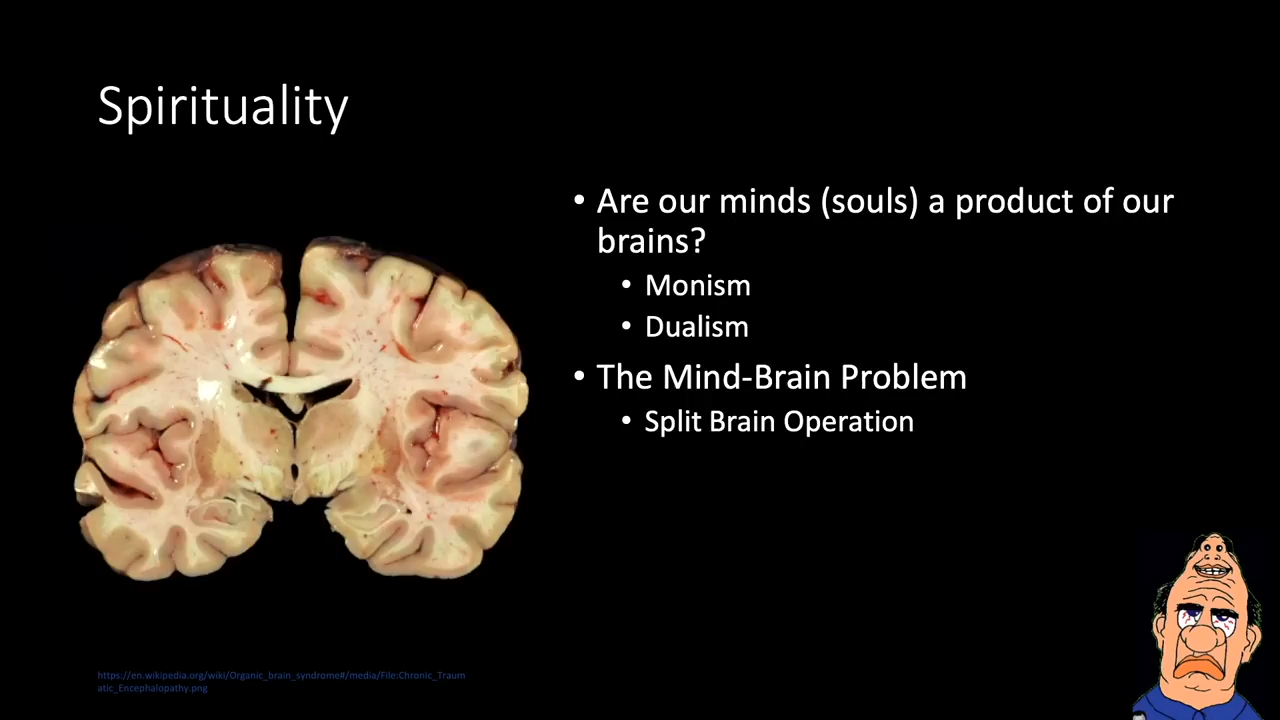 Spirituality
• Are our minds (souls) a product of our
brains?
• Monism
• Dualism
• The Mind-Brain Problem
• Split Brain Operation
https://en.wikipedia.org/wiki/Organic_brain_syndrome#/media/File:Chronic_Traum
atic_Encephalopathy.png